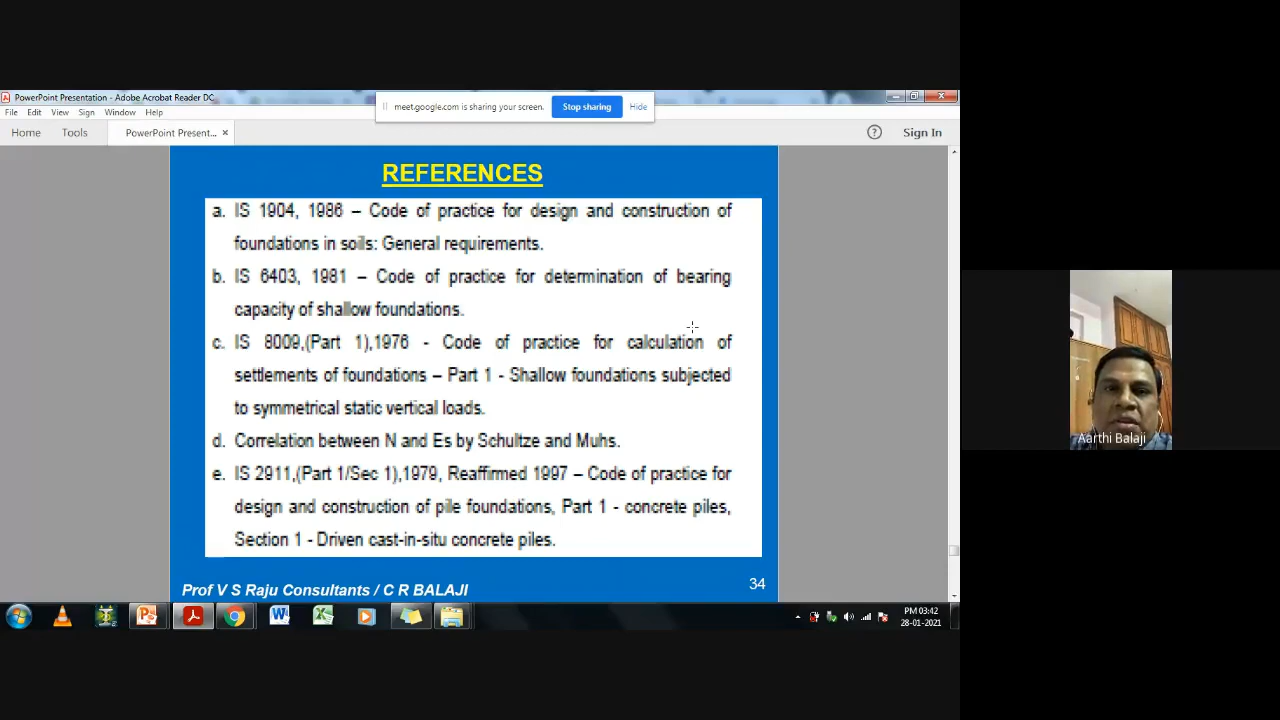 PowerPoint Presentation - Adobe Acrobat Reader DC
meet.google.com is sharing your screen.
Stop sharing
Hide
File Edit View Sign Window Help
Home Tools PowerPoint Present... × ? Sign In
REFERENCES
a. IS 1904, 1986 – Code of practice for design and construction of
foundations in soils: General requirements.
b. IS 6403, 1981 – Code of practice for determination of bearing
capacity of shallow foundations.
c. IS 8009,(Part 1),1976 - Code of practice for calculation of
settlements of foundations – Part 1 - Shallow foundations subjected
to symmetrical static vertical loads.
d. Correlation between N and Es by Schultze and Muhs.
e. IS 2911,(Part 1/Sec 1),1979, Reaffirmed 1997 – Code of practice for
design and construction of pile foundations, Part 1 - concrete piles,
Section 1 - Driven cast-in-situ concrete piles.
Prof V S Raju Consultants / C R BALAJI
34
Aarthi Balaji
PM 03:42
28-01-2021